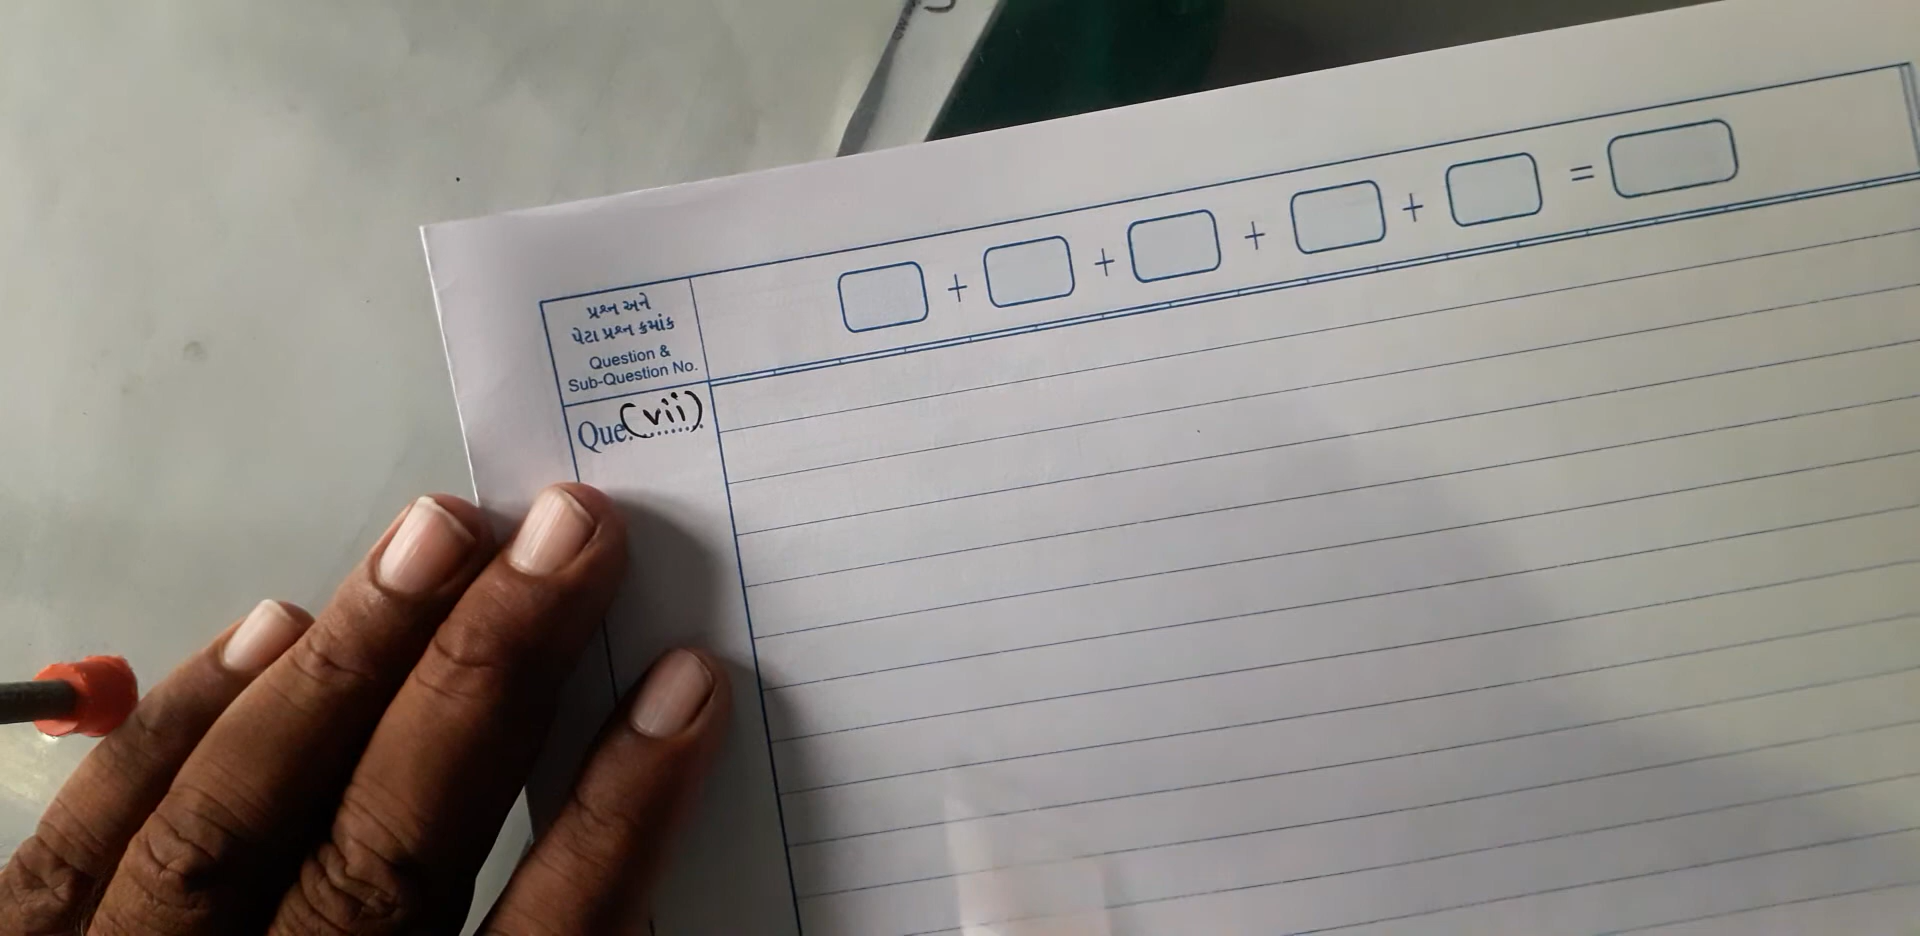 પ્રશ્ન અને
પેટા પ્રશ્ન ક્રમાંક
Question &
Sub-Question No.
+ + + + =
Que.(vii)